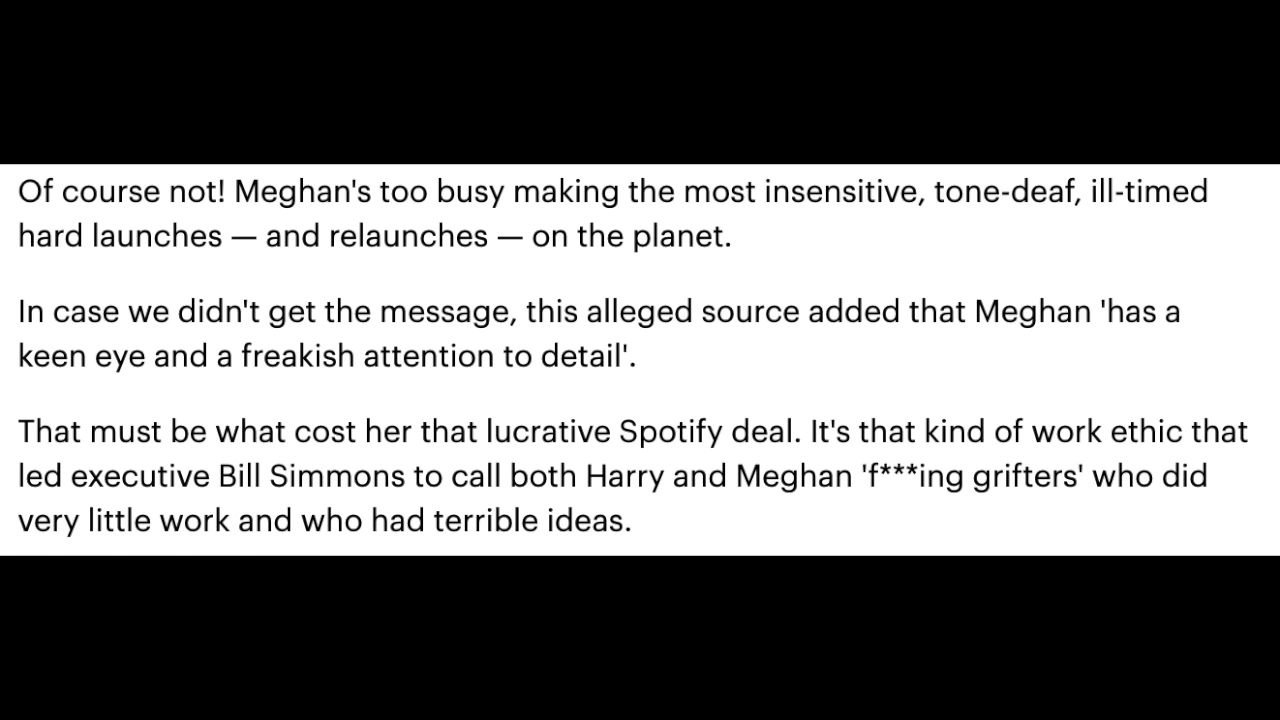 Of course not! Meghan's too busy making the most insensitive, tone-deaf, ill-timed
hard launches — and relaunches — on the planet.
In case we didn't get the message, this alleged source added that Meghan 'has a
keen eye and a freakish attention to detail'.
That must be what cost her that lucrative Spotify deal. It's that kind of work ethic that
led executive Bill Simmons to call both Harry and Meghan 'f***ing grifters' who did
very little work and who had terrible ideas.